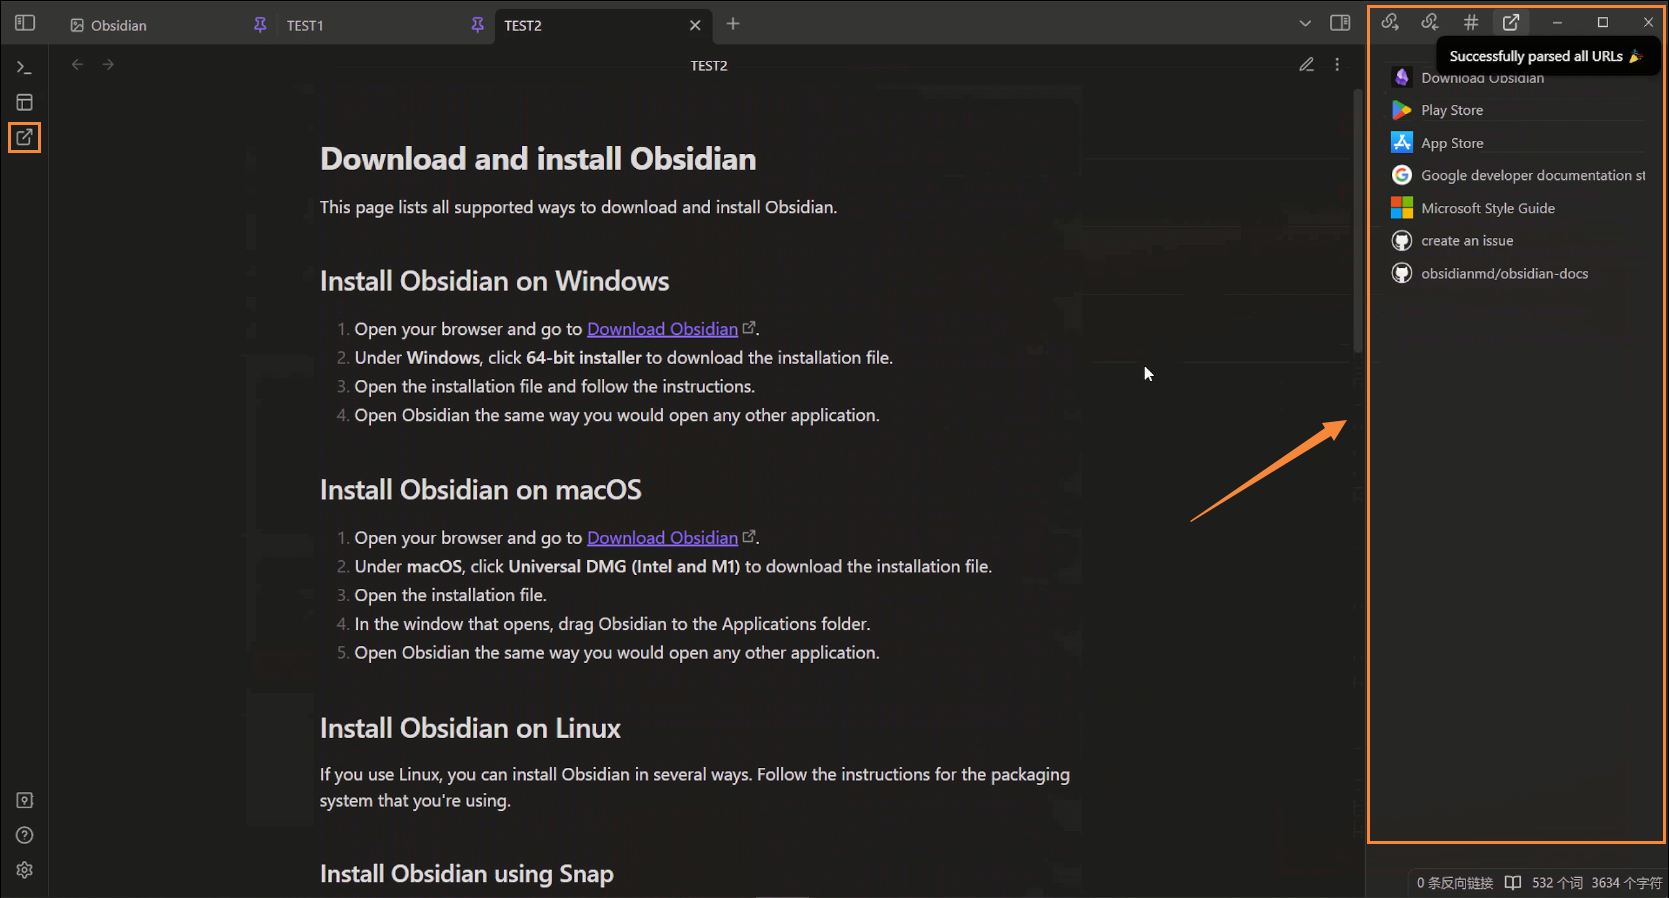 Obsidian
TEST1
TEST2
TEST2
Download and install Obsidian
This page lists all supported ways to download and install Obsidian.
Install Obsidian on Windows
1. Open your browser and go to Download Obsidian.
2. Under Windows, click 64-bit installer to download the installation file.
3. Open the installation file and follow the instructions.
4. Open Obsidian the same way you would open any other application.
Install Obsidian on macOS
1. Open your browser and go to Download Obsidian.
2. Under macOS, click Universal DMG (Intel and M1) to download the installation file.
3. Open the installation file.
4. In the window that opens, drag Obsidian to the Applications folder.
5. Open Obsidian the same way you would open any other application.
Install Obsidian on Linux
If you use Linux, you can install Obsidian in several ways. Follow the instructions for the packaging
system that you're using.
Install Obsidian using Snap
Successfully parsed all URLs 🎉
Download Obsidian
Play Store
App Store
Google developer documentation st
Microsoft Style Guide
create an issue
obsidianmd/obsidian-docs
0 条反向链接 532 个词 3634 个字符